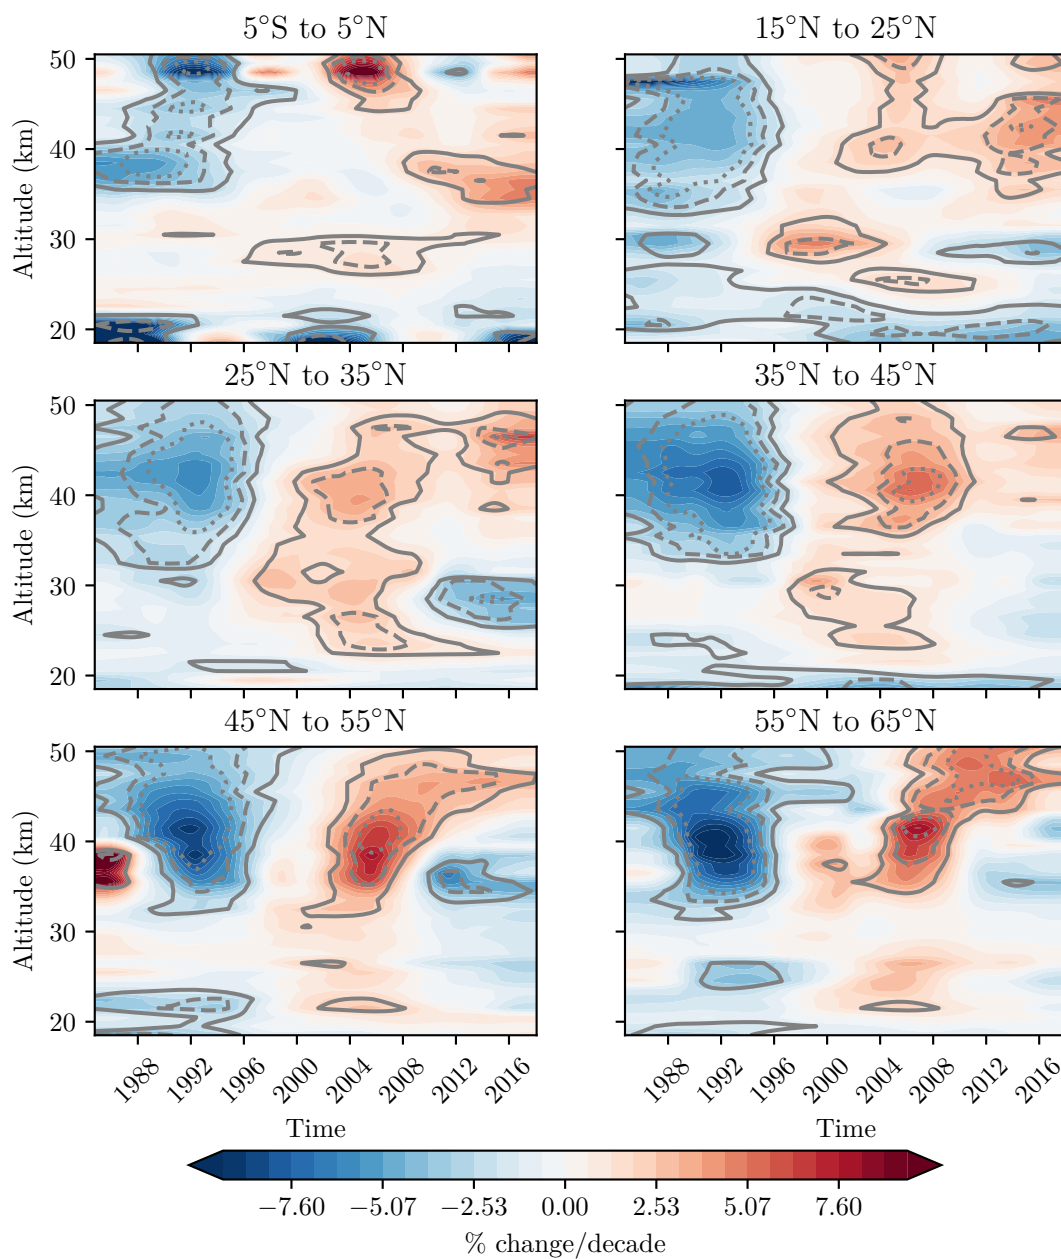 5°S to 5°N
15°N to 25°N
50
40
30
20
Altitude (km)
25°N to 35°N
35°N to 45°N
50
40
30
20
Altitude (km)
45°N to 55°N
55°N to 65°N
50
40
30
20
Altitude (km)
1988 1992 1996 2000 2004 2008 2012 2016
1988 1992 1996 2000 2004 2008 2012 2016
Time
Time
−7.60 −5.07 −2.53 0.00 2.53 5.07 7.60
% change/decade